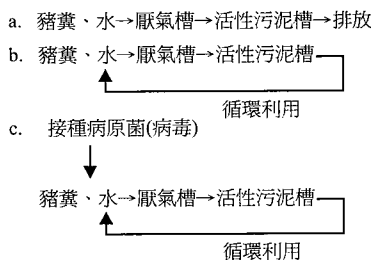 a. 豬糞、水→厭氣槽→活性污泥槽→排放
b. 豬糞、水→厭氣槽→活性污泥槽
循環利用
c. 接種病原菌(病毒)
豬糞、水→厭氣槽→活性污泥槽
循環利用